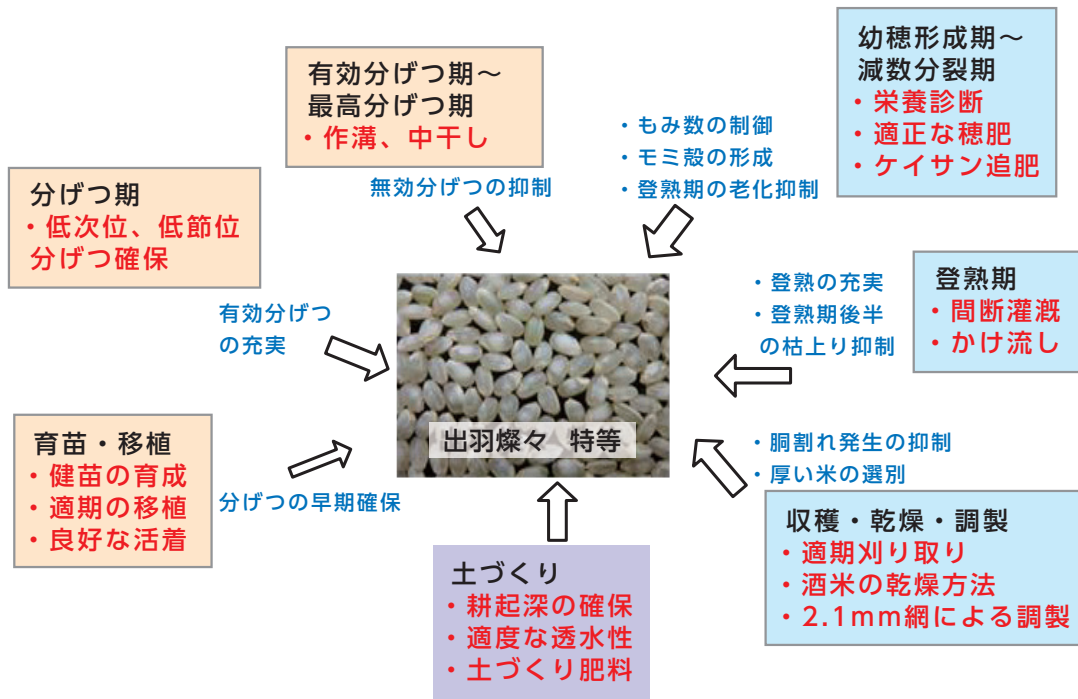 有効分げつ期～
最高分げつ期
・作溝、中干し
無効分げつの抑制
幼穂形成期～
減数分裂期
・栄養診断
・適正な穂肥
・ケイサン追肥
・もみ数の制御
・モミ殻の形成
・登熟期の老化抑制
分げつ期
・低次位、低節位
分げつ確保
有効分げつ
の充実
登熟期
・間断灌漑
・かけ流し
・登熟の充実
・登熟期後半
の枯上り抑制
出羽燦々 特等
育苗・移植
・健苗の育成
・適期の移植
・良好な活着
分げつの早期確保
・胴割れ発生の抑制
・厚い米の選別
収穫・乾燥・調製
・適期刈り取り
・酒米の乾燥方法
・2.1mm網による調製
土づくり
・耕起深の確保
・適度な透水性
・土づくり肥料